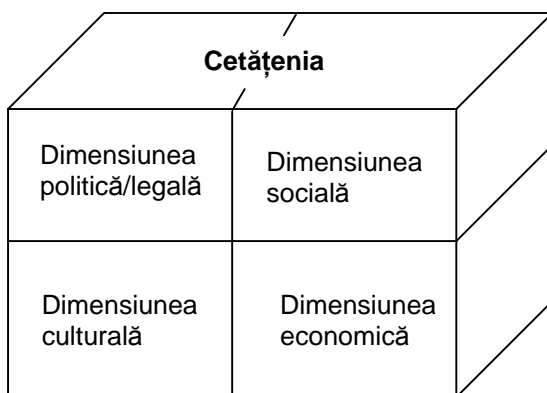 Cetățenia
Dimensiunea
politică/legală
Dimensiunea
socială
Dimensiunea
culturală
Dimensiunea
economică